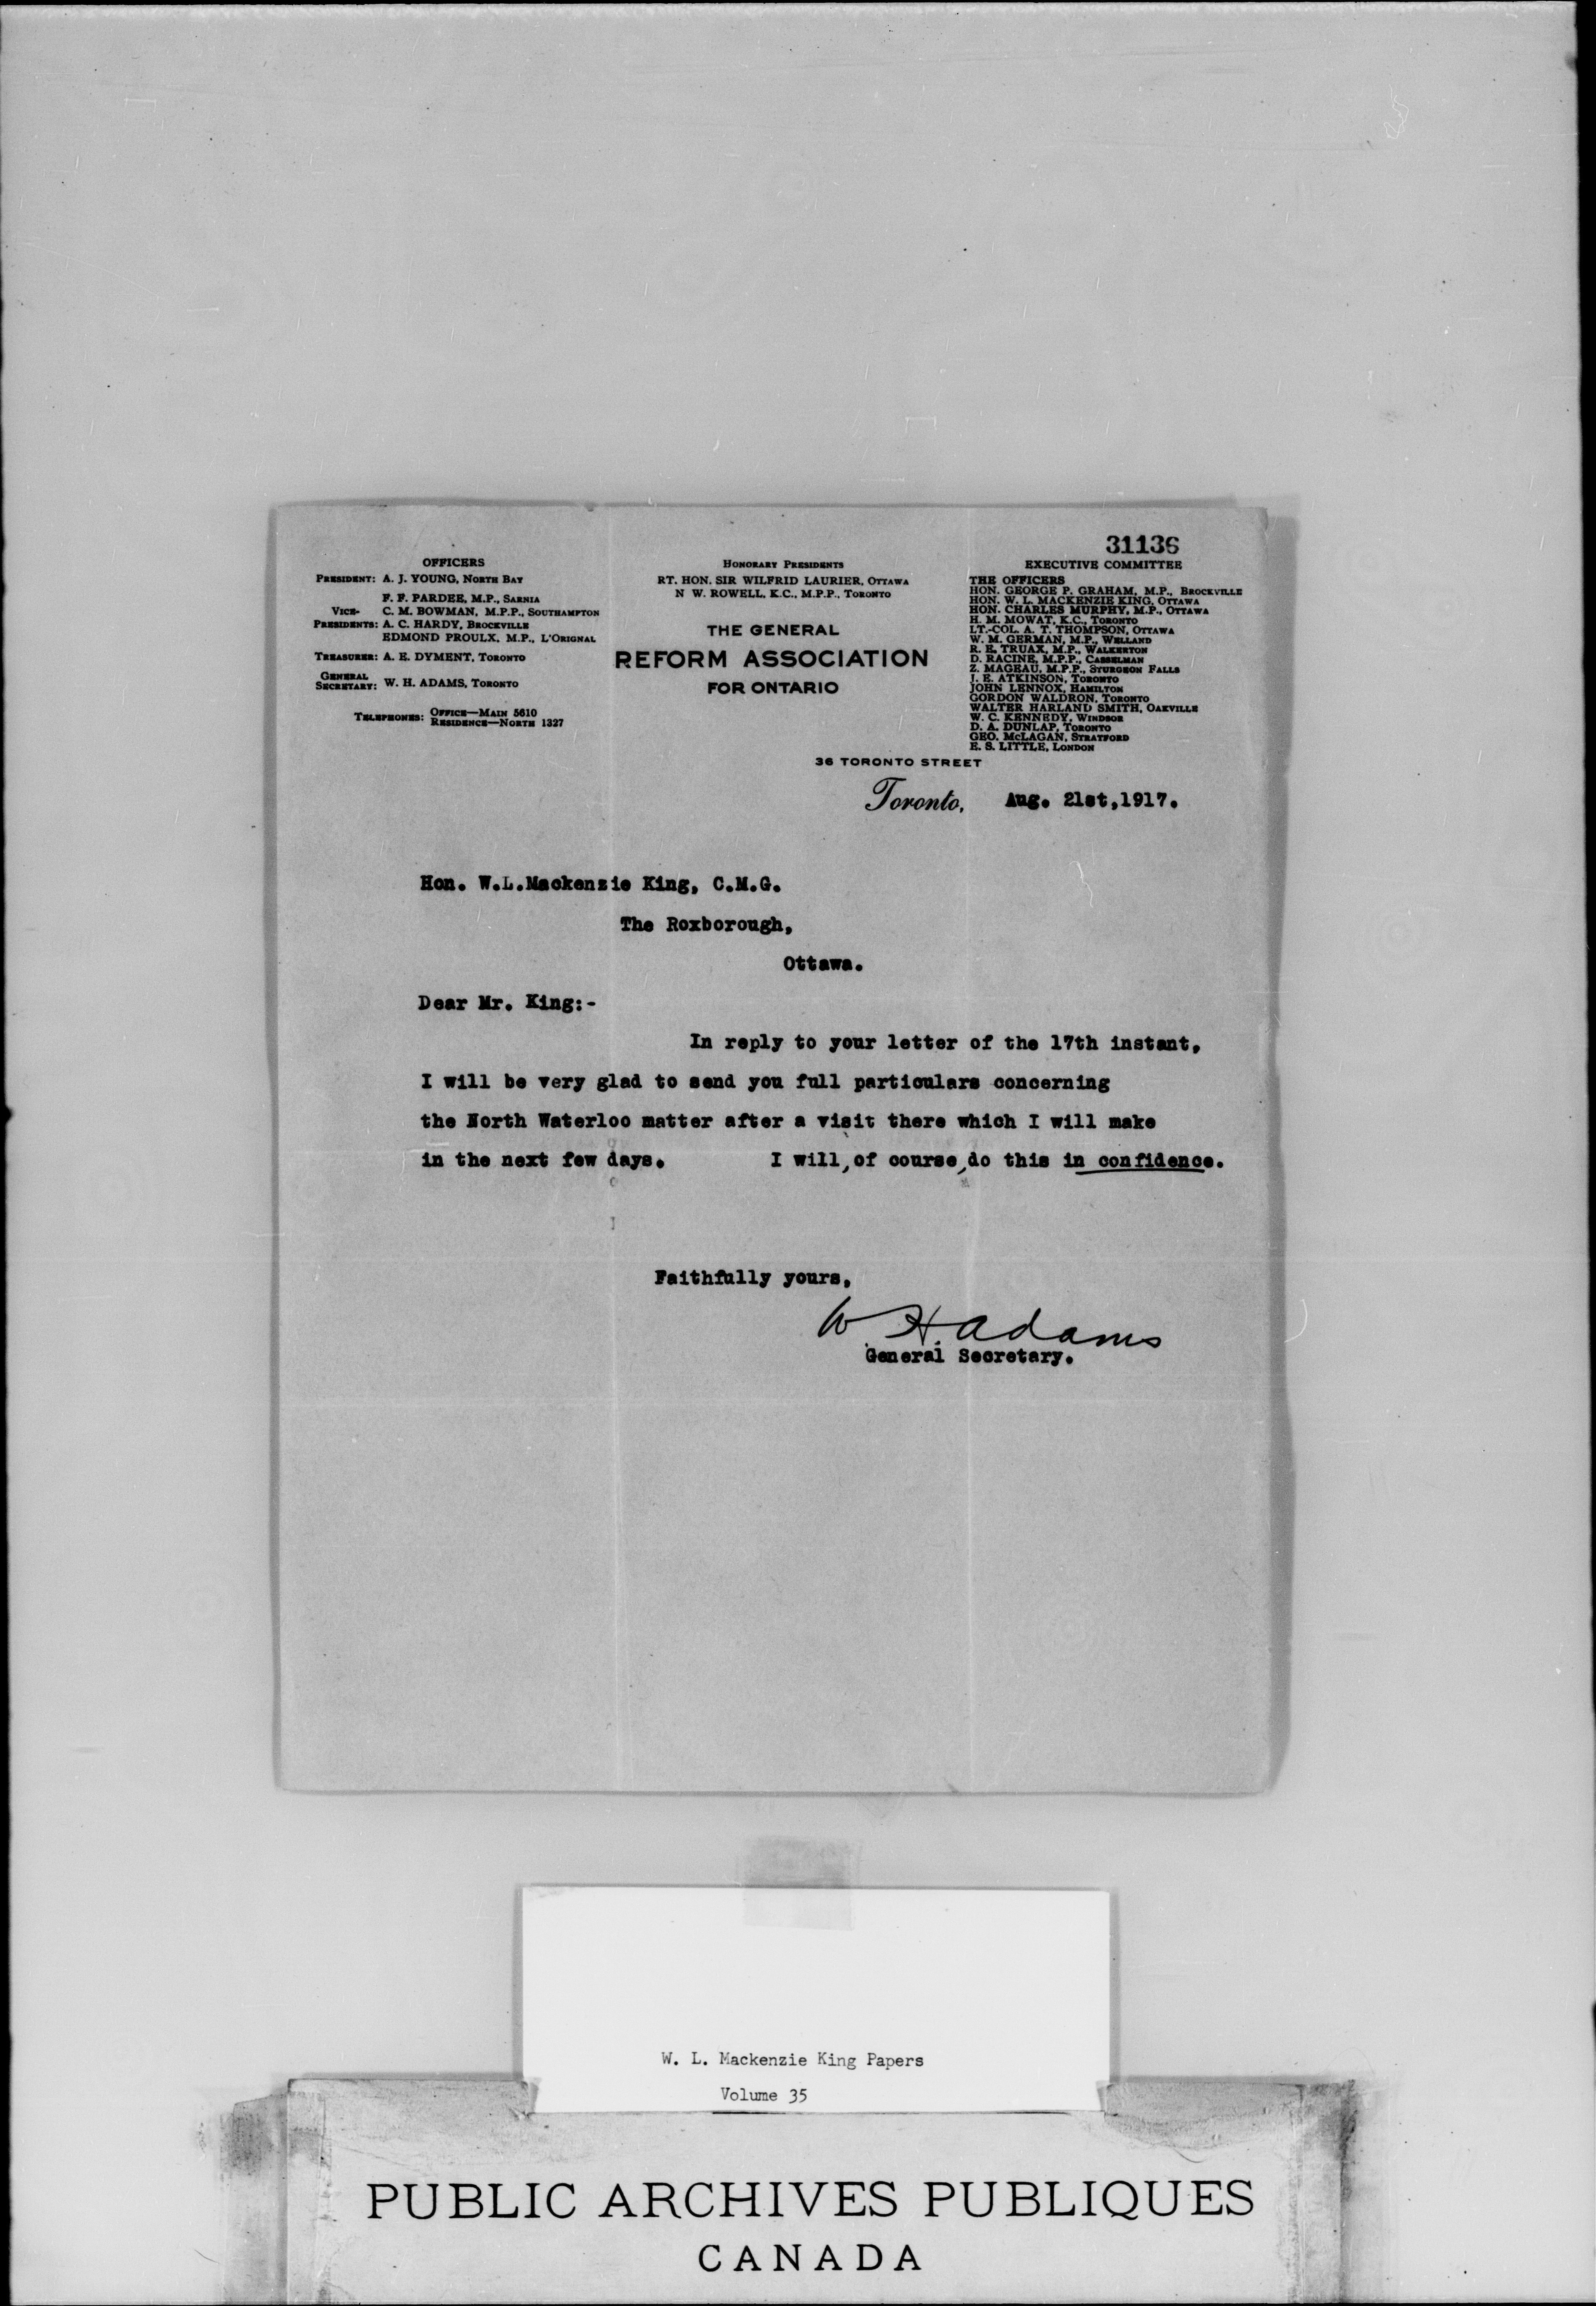 31136
OFFICERS
PRESIDENT: A. J. YOUNG, NORTH BAY
F. F. PARDEE, M.P., SARNIA
VICE- C. M. BOWMAN, M.P.P., SOUTHAMPTON
PRESIDENTS: A. C. HARDY, BROCKVILLE
EDMOND PROULX, M.P., L'ORIGNAL
TREASURER: A. E. DYMENT, TORONTO
GENERAL
SECRETARY: W. H. ADAMS, TORONTO
TELEPHONES: OFFICE—MAIN 5610
RESIDENCE—NORTH 1327
HONORARY PRESIDENTS
RT. HON. SIR WILFRID LAURIER, OTTAWA
N W. ROWELL, K.C., M.P.P., TORONTO
THE GENERAL
REFORM ASSOCIATION
FOR ONTARIO
EXECUTIVE COMMITTEE
THE OFFICERS
HON. GEORGE P. GRAHAM, M.P., BROCKVILLE
HON. W. L. MACKENZIE KING, OTTAWA
HON. CHARLES MURPHY, M.P., OTTAWA
H. M. MOWAT, K.C., TORONTO
LT.-COL. A. T. THOMPSON, OTTAWA
W. M. GERMAN, M.P., WELLAND
R. E. TRUAX, M.P., WALKERTON
D. RACINE, M.P.P., CASSELMAN
Z. MAGEAU, M.P.P., STURGEON FALLS
J. E. ATKINSON, TORONTO
JOHN LENNOX, HAMILTON
GORDON WALDRON, TORONTO
WALTER HARLAND SMITH, OAKVILLE
W. C. KENNEDY, WINDSOR
D. A. DUNLAP, TORONTO
GEO. McLAGAN, STRATFORD
E. S. LITTLE, LONDON
36 TORONTO STREET
Toronto, Aug. 21st,1917.
Hon. W.L.Mackenzie King, C.M.G.
The Roxborough,
Ottawa.
Dear Mr. King:-
In reply to your letter of the 17th instant,
I will be very glad to send you full particulars concerning
the North Waterloo matter after a visit there which I will make
in the next few days. I will, of course, do this in confidence.
Faithfully yours,
W. H. Adams
General Secretary.
W. L. Mackenzie King Papers
Volume 35
PUBLIC ARCHIVES PUBLIQUES
CANADA